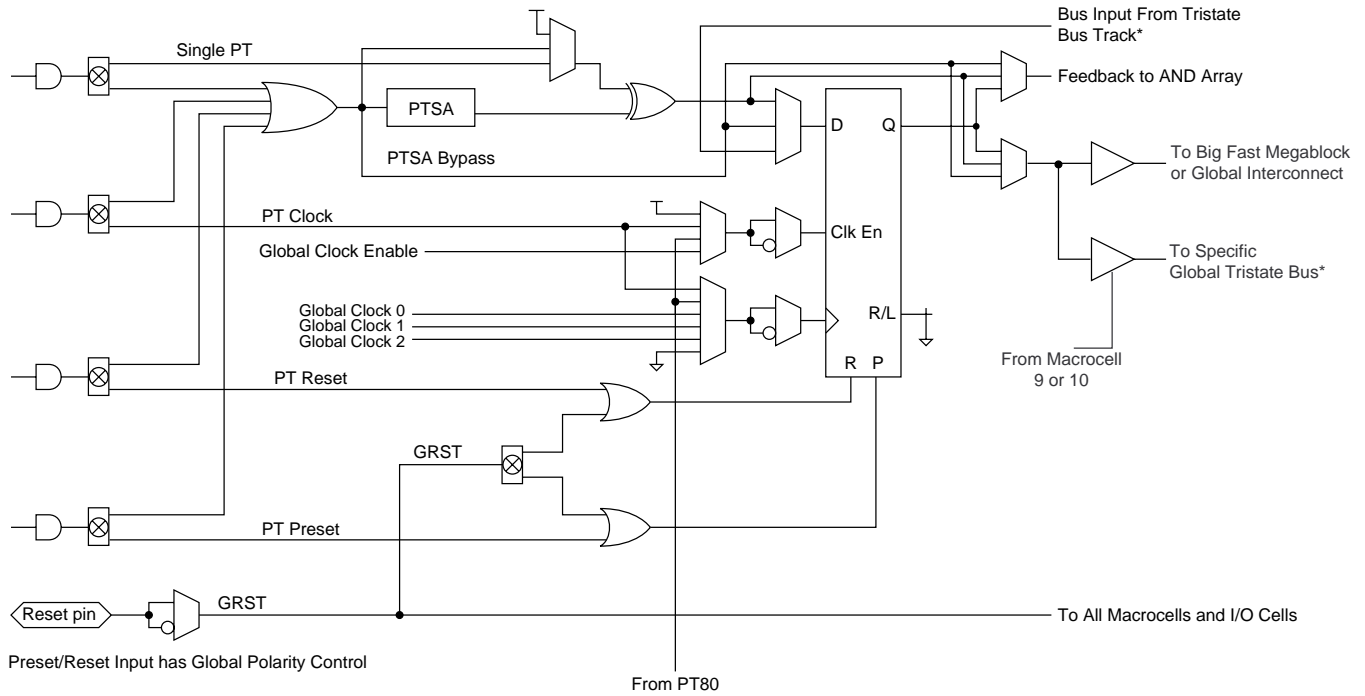 Bus Input From Tristate
Bus Track*
Single PT
Feedback to AND Array
PTSA
D
Q
PTSA Bypass
To Big Fast Megablock
or Global Interconnect
PT Clock
Clk En
Global Clock Enable
To Specific
Global Tristate Bus*
Global Clock 0
Global Clock 1
Global Clock 2
R/L
From Macrocell
9 or 10
R P
PT Reset
GRST
PT Preset
Reset pin
GRST
To All Macrocells and I/O Cells
Preset/Reset Input has Global Polarity Control
From PT80